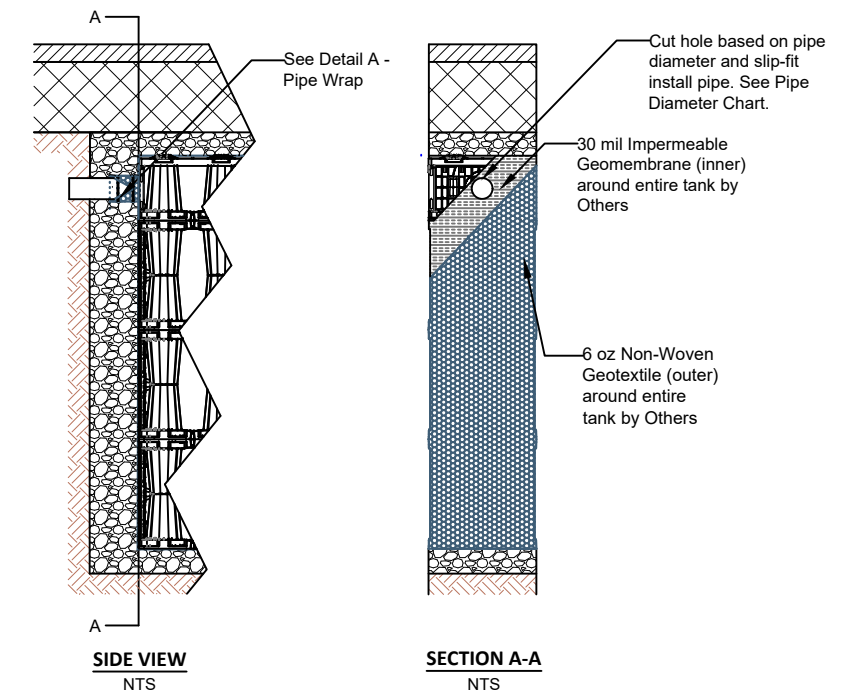 A
See Detail A -
Pipe Wrap
A
SIDE VIEW
NTS
Cut hole based on pipe
diameter and slip-fit
install pipe. See Pipe
Diameter Chart.
30 mil Impermeable
Geomembrane (inner)
around entire tank by
Others
6 oz Non-Woven
Geotextile (outer)
around entire
tank by Others
SECTION A-A
NTS